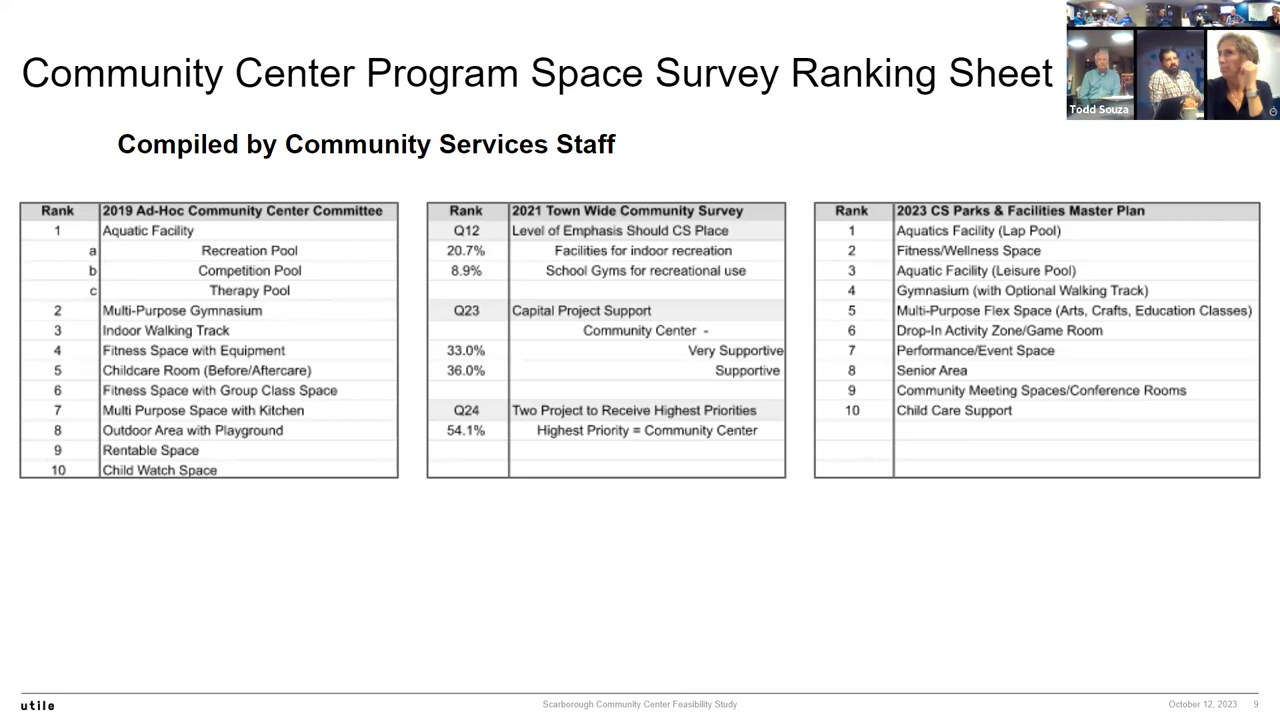 Community Center Program Space Survey Ranking Sheet
Todd Souza
Compiled by Community Services Staff
Rank 2019 Ad-Hoc Community Center Committee
1 Aquatic Facility
a Recreation Pool
b Competition Pool
c Therapy Pool
2 Multi-Purpose Gymnasium
3 Indoor Walking Track
4 Fitness Space with Equipment
5 Childcare Room (Before/Aftercare)
6 Fitness Space with Group Class Space
7 Multi Purpose Space with Kitchen
8 Outdoor Area with Playground
9 Rentable Space
10 Child Watch Space
Rank 2021 Town Wide Community Survey
Q12 Level of Emphasis Should CS Place
20.7% Facilities for indoor recreation
8.9% School Gyms for recreational use
Q23 Capital Project Support
Community Center -
33.0% Very Supportive
36.0% Supportive
Q24 Two Project to Receive Highest Priorities
54.1% Highest Priority = Community Center
Rank 2023 CS Parks & Facilities Master Plan
1 Aquatics Facility (Lap Pool)
2 Fitness/Wellness Space
3 Aquatic Facility (Leisure Pool)
4 Gymnasium (with Optional Walking Track)
5 Multi-Purpose Flex Space (Arts, Crafts, Education Classes)
6 Drop-In Activity Zone/Game Room
7 Performance/Event Space
8 Senior Area
9 Community Meeting Spaces/Conference Rooms
10 Child Care Support
utile
Scarborough Community Center Feasibility Study
October 12, 2023 9